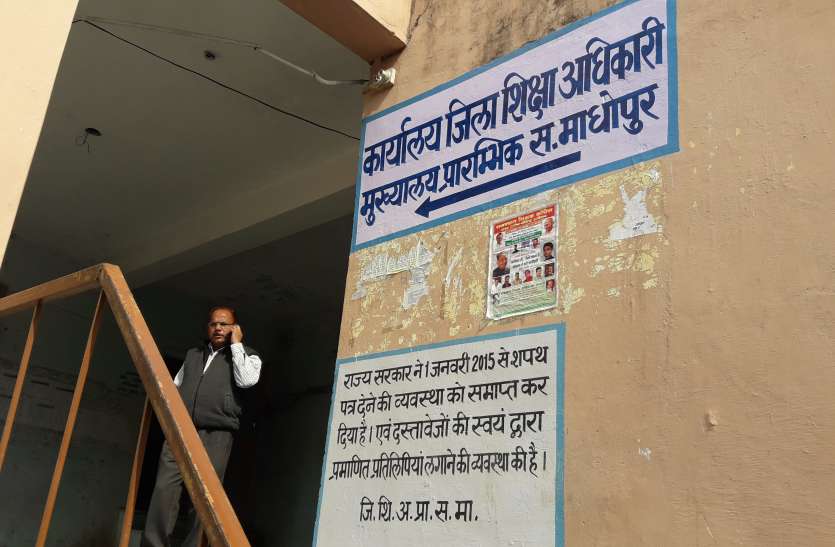 कार्यालय जिला शिक्षा अधिकारी
मुख्यालय प्रारम्भिक स.माधोपुर
राज्य सरकार ने 1 जनवरी 2015 से शपथ
पत्र देने की व्यवस्था को समाप्त कर
दिया है। एवं दस्तावेजों की स्वयं द्वारा
प्रमाणित प्रतिलिपियां लगाने की व्यवस्था की है।
जि. शि. अ. प्रा. स. मा.